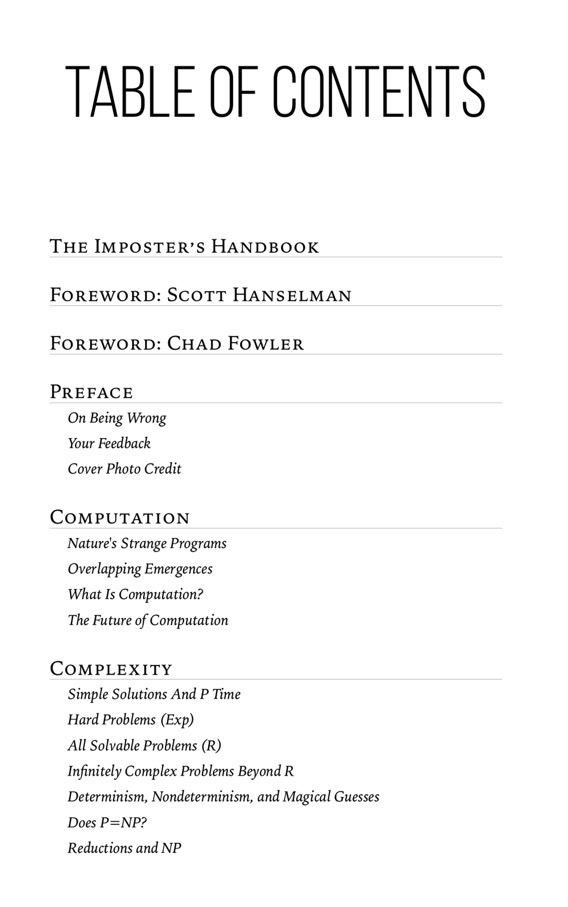 TABLE OF CONTENTS
The Imposter's Handbook
Foreword: Scott Hanselman
Foreword: Chad Fowler
Preface
On Being Wrong
Your Feedback
Cover Photo Credit
Computation
Nature's Strange Programs
Overlapping Emergences
What Is Computation?
The Future of Computation
Complexity
Simple Solutions And P Time
Hard Problems (Exp)
All Solvable Problems (R)
Infinitely Complex Problems Beyond R
Determinism, Nondeterminism, and Magical Guesses
Does P=NP?
Reductions and NP